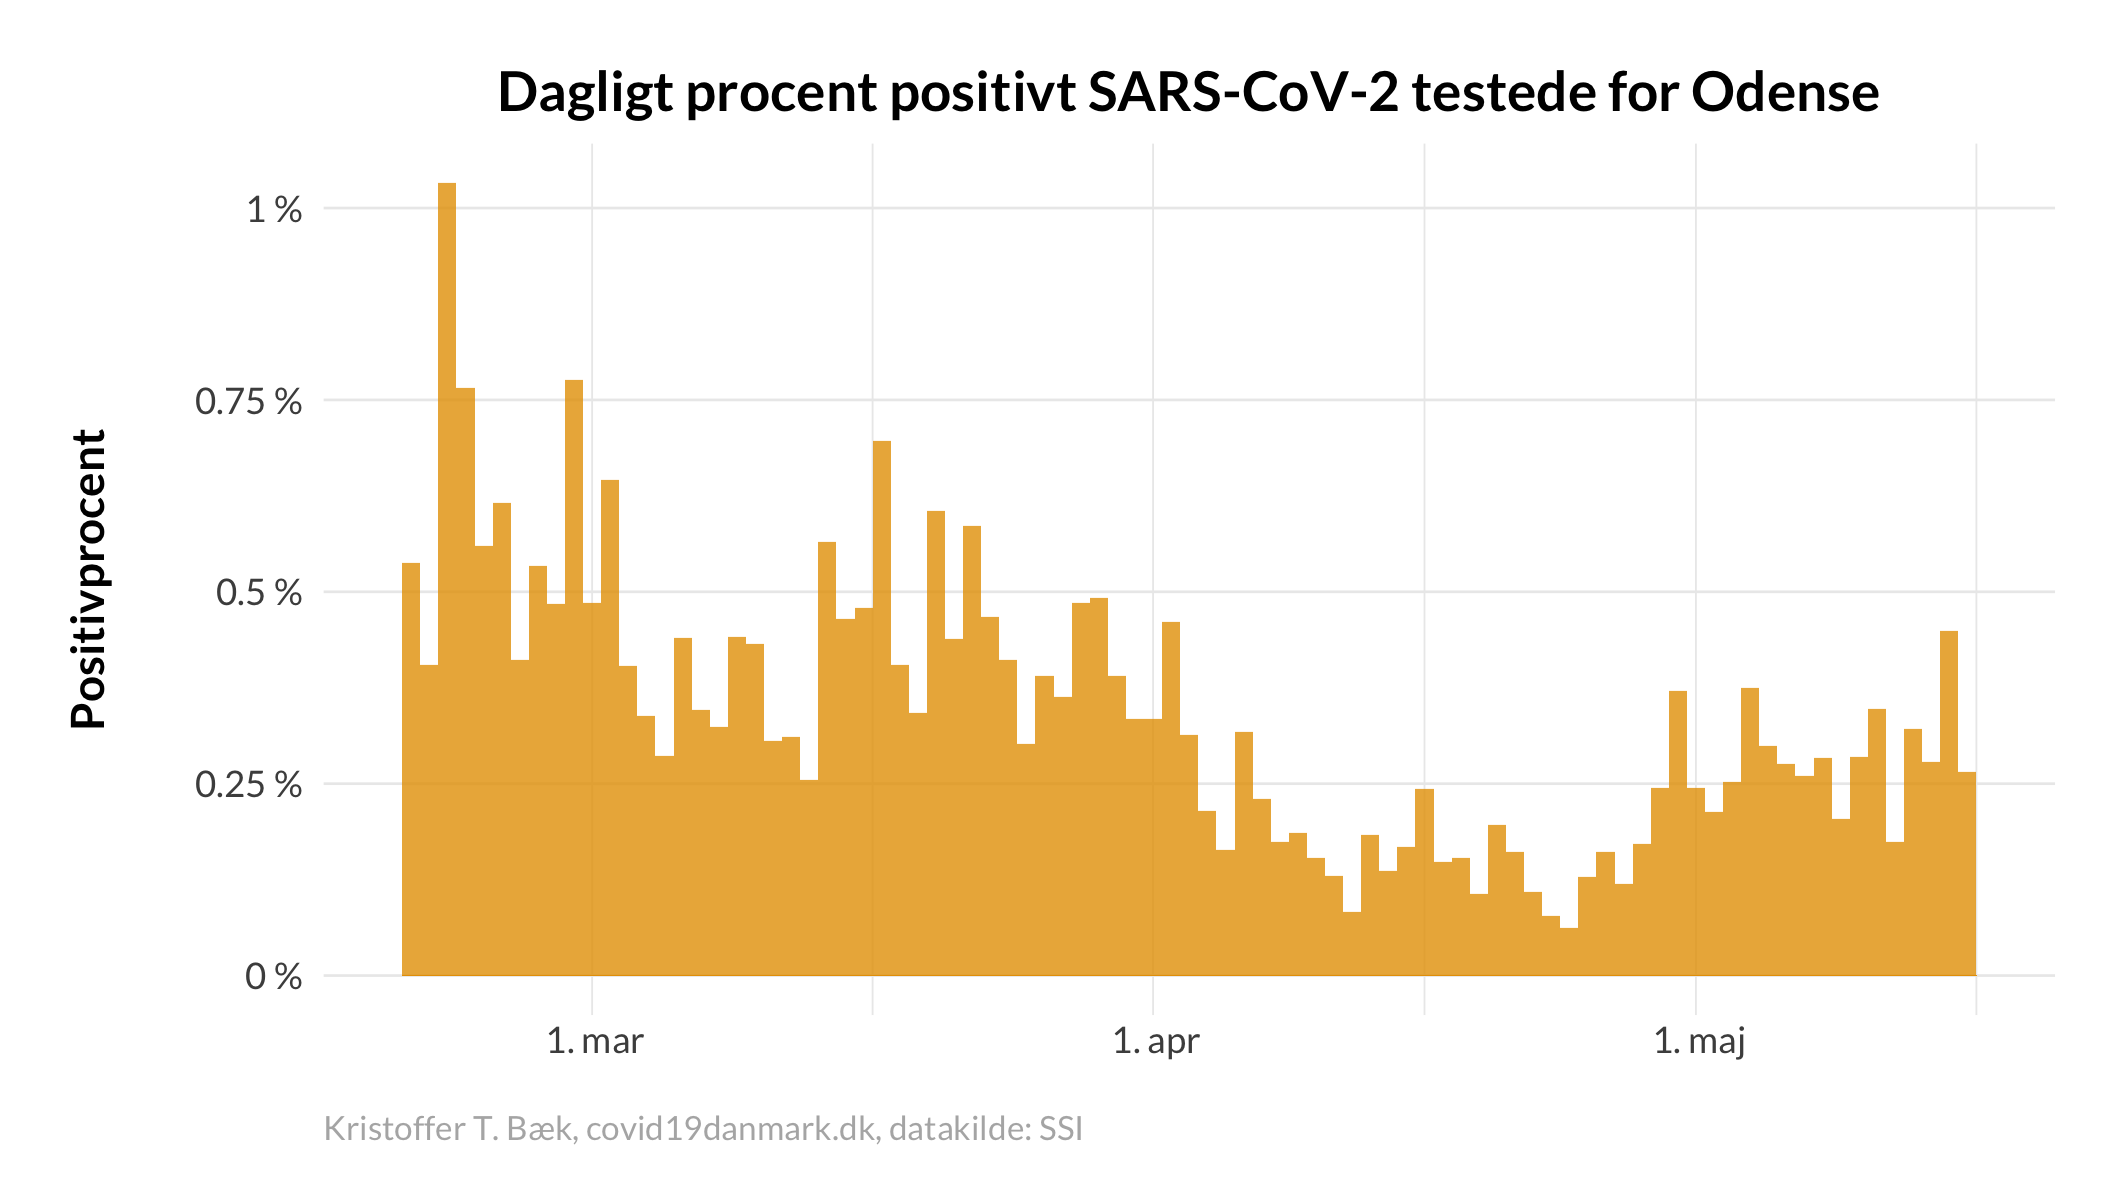 Dagligt procent positivt SARS-CoV-2 testede for Odense
Positivprocent
1 %
0.75 %
0.5 %
0.25 %
0 %
1. mar
1. apr
1. maj
Kristoffer T. Bæk, covid19danmark.dk, datakilde: SSI